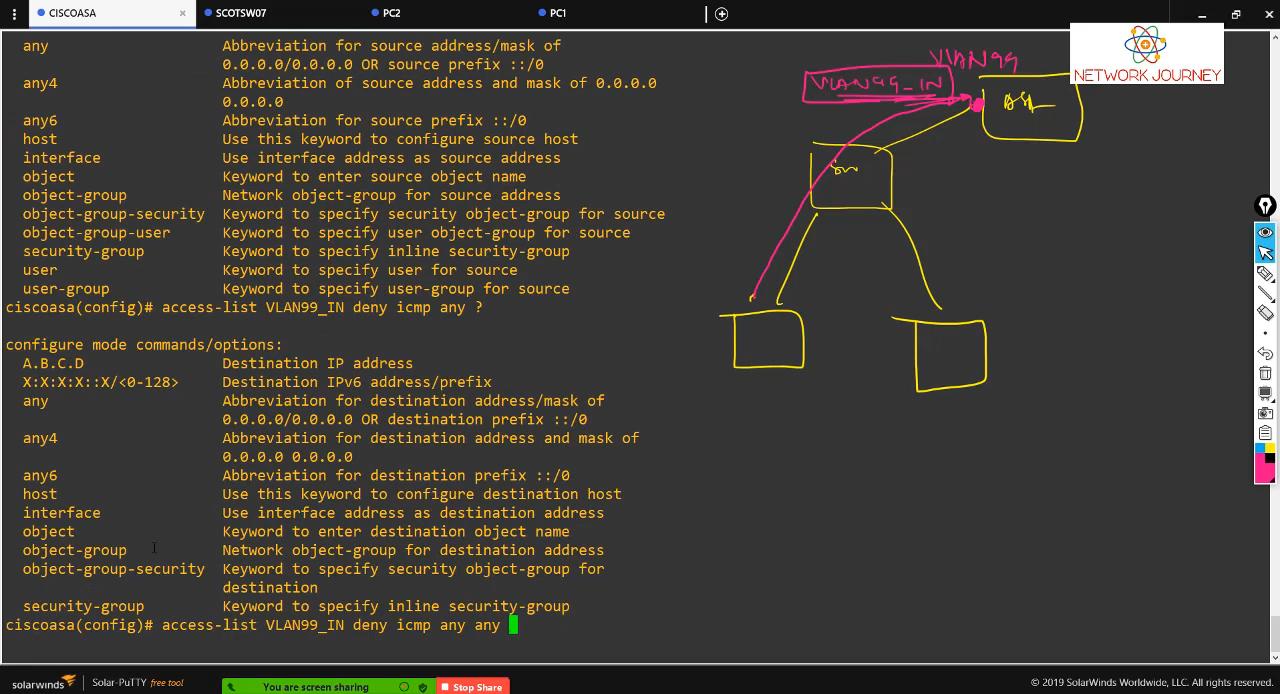 CISCOASA
SCOTSW07
PC2
PC1
any Abbreviation for source address/mask of
0.0.0.0/0.0.0.0 OR source prefix ::/0
any4 Abbreviation of source address and mask of 0.0.0.0
0.0.0.0
any6 Abbreviation for source prefix ::/0
host Use this keyword to configure source host
interface Use interface address as source address
object Keyword to enter source object name
object-group Network object-group for source address
object-group-security Keyword to specify security object-group for source
object-group-user Keyword to specify user object-group for source
security-group Keyword to specify inline security-group
user Keyword to specify user for source
user-group Keyword to specify user-group for source
ciscoasa(config)# access-list VLAN99_IN deny icmp any ?
configure mode commands/options:
A.B.C.D Destination IP address
X:X:X:X::X/<0-128> Destination IPv6 address/prefix
any Abbreviation for destination address/mask of
0.0.0.0/0.0.0.0 OR destination prefix ::/0
any4 Abbreviation for destination address and mask of
0.0.0.0 0.0.0.0
any6 Abbreviation for destination prefix ::/0
host Use this keyword to configure destination host
interface Use interface address as destination address
object Keyword to enter destination object name
object-group Network object-group for destination address
object-group-security Keyword to specify security object-group for
destination
security-group Keyword to specify inline security-group
ciscoasa(config)# access-list VLAN99_IN deny icmp any any
VLAN99
VLAN99_IN
NETWORK JOURNEY
solarwinds
Solar-PuTTY free tool
You are screen sharing
Stop Share
© 2019 SolarWinds Worldwide, LLC. All rights reserved.